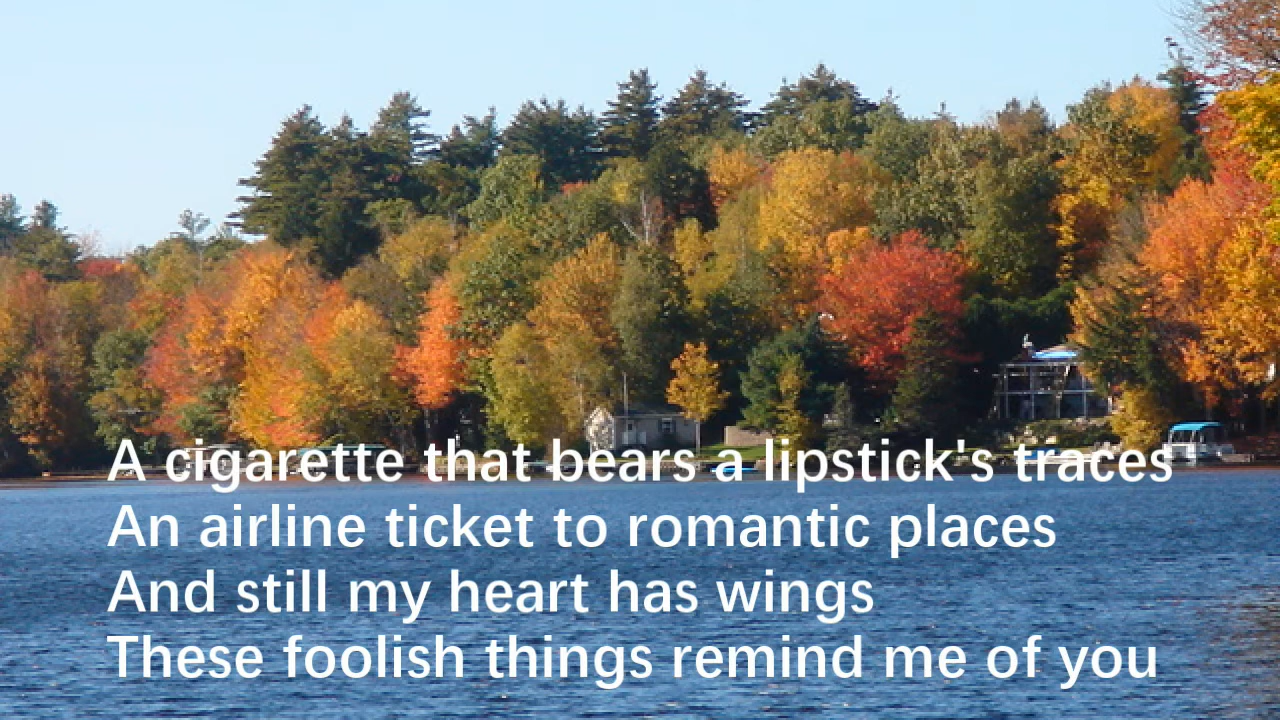 A cigarette that bears a lipstick's traces
An airline ticket to romantic places
And still my heart has wings
These foolish things remind me of you